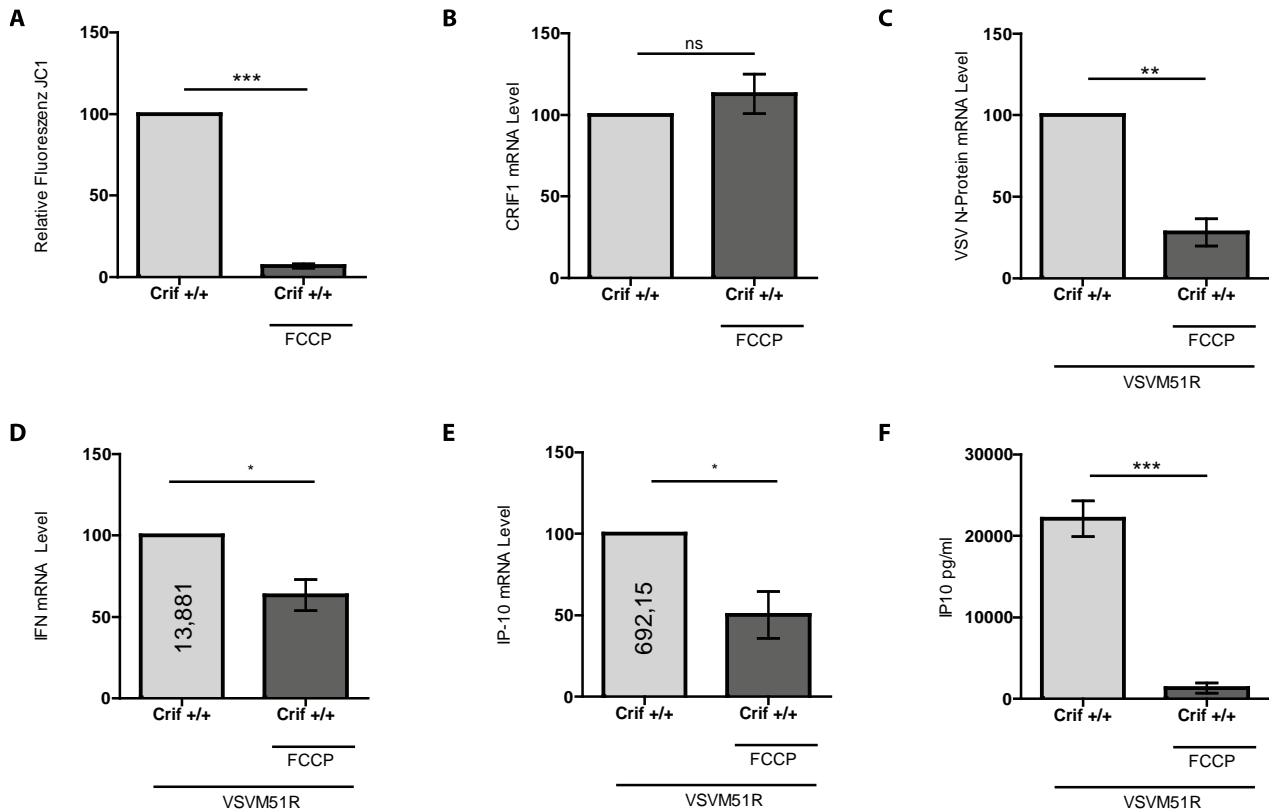 A
Relative Fluoreszenz JC1
150
100
50
0
***
Crif +/+
Crif +/+
FCCP
B
CRIF1 mRNA Level
150
100
50
0
ns
Crif +/+
Crif +/+
FCCP
C
VSV N-Protein mRNA Level
150
100
50
0
**
Crif +/+
Crif +/+
FCCP
VSVM51R
D
IFN mRNA Level
150
100
50
0
*
13,881
Crif +/+
Crif +/+
FCCP
VSVM51R
E
IP-10 mRNA Level
150
100
50
0
*
692,15
Crif +/+
Crif +/+
FCCP
VSVM51R
F
IP10 pg/ml
30000
20000
10000
0
***
Crif +/+
Crif +/+
FCCP
VSVM51R